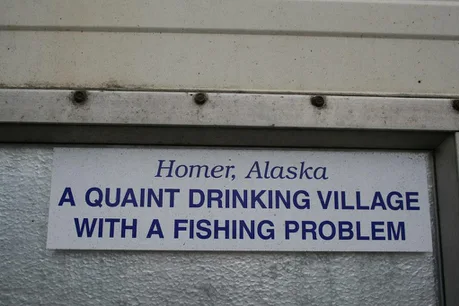 Homer, Alaska
A QUAINT DRINKING VILLAGE
WITH A FISHING PROBLEM